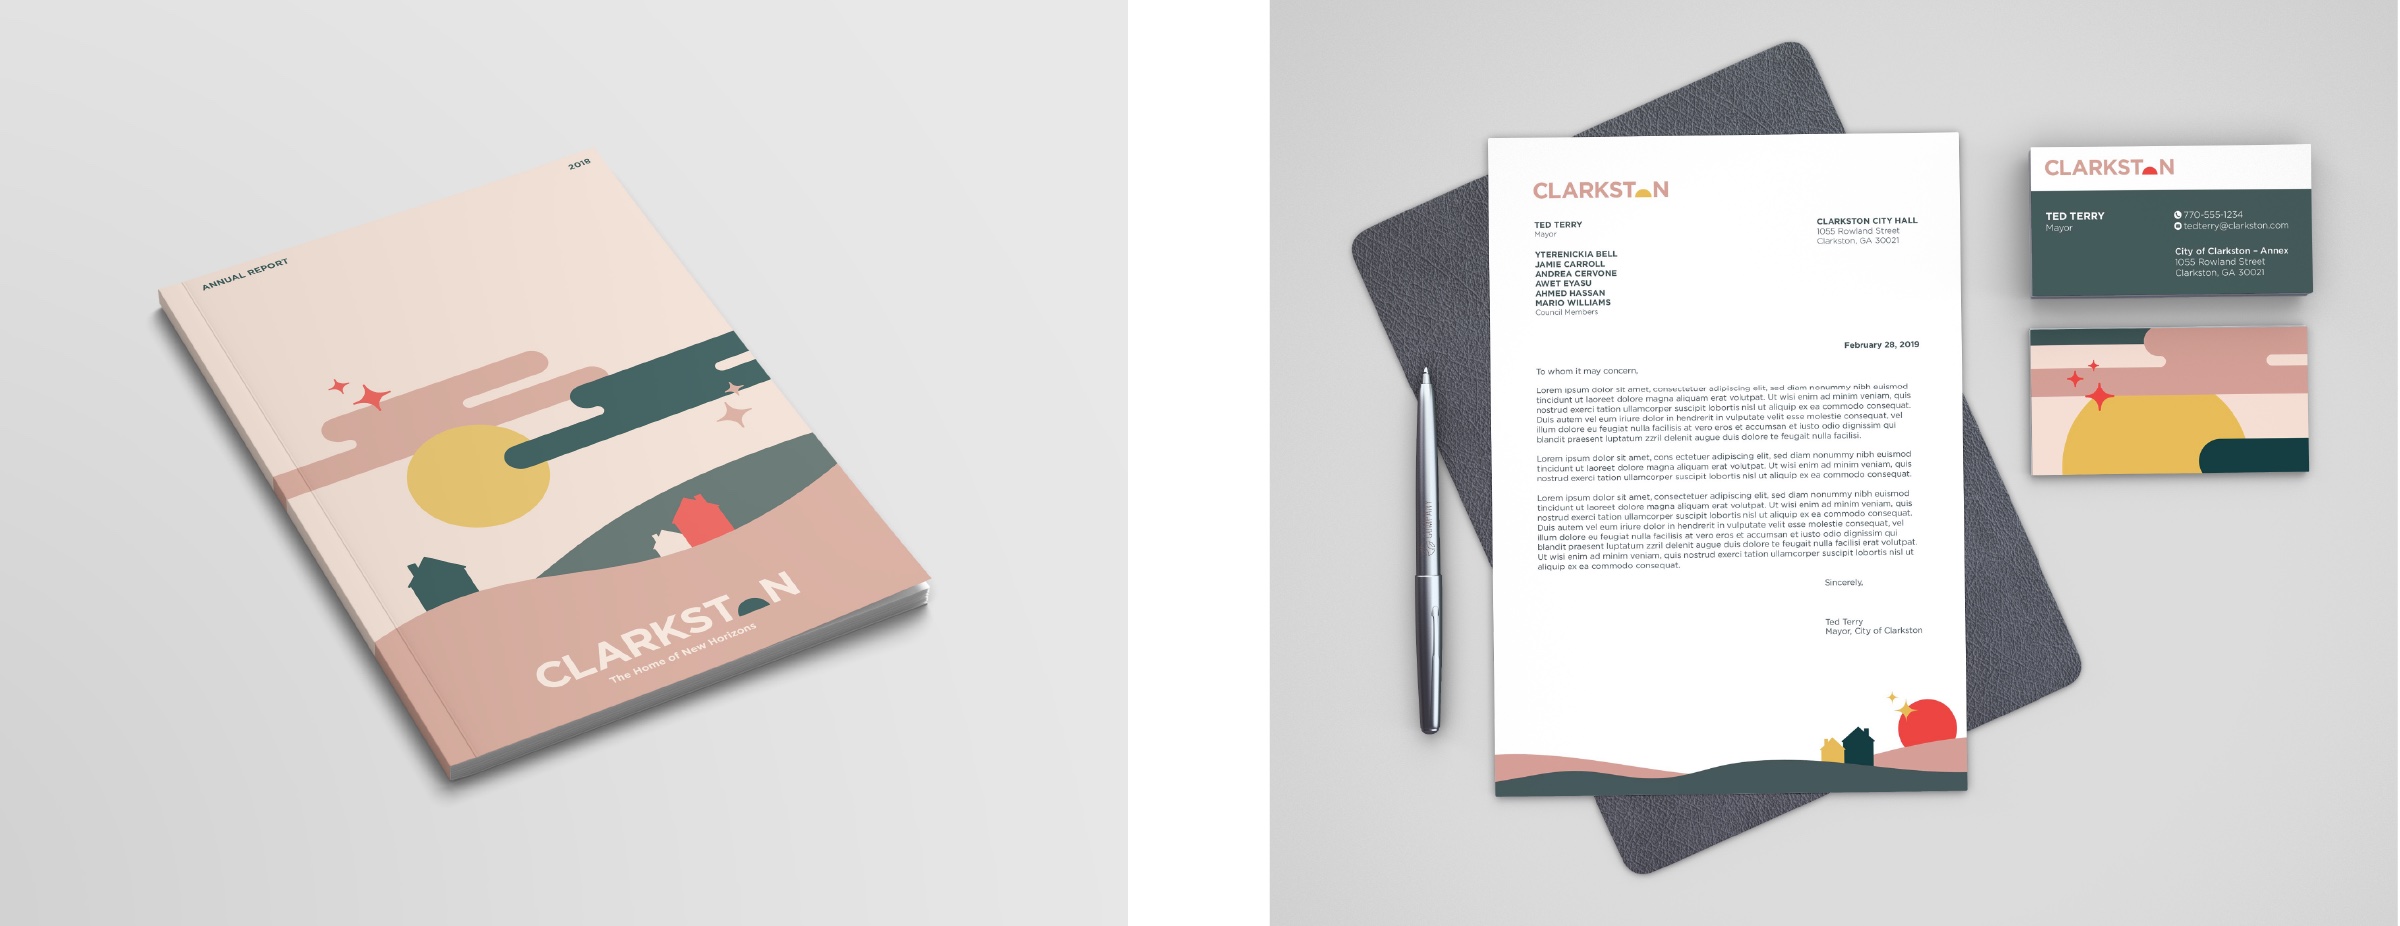 ANNUAL REPORT
2018
CLARKSTON
The Home of New Horizons
CLARKSTON
TED TERRY
Mayor
CLARKSTON CITY HALL
1055 Rowland Street
Clarkston, GA 30021
YTERENICKIA BELL
JAMIE CARROLL
ANDREA CERVONE
AWET EYASU
AHMED HASSAN
MARIO WILLIAMS
Council Members
February 28, 2019
To whom it may concern,
Lorem ipsum dolor sit amet, consectetuer adipiscing elit, sed diam nonummy nibh euismod
tincidunt ut laoreet dolore magna aliquam erat volutpat. Ut wisi enim ad minim veniam, quis
nostrud exerci tation ullamcorper suscipit lobortis nisl ut aliquip ex ea commodo consequat.
Duis autem vel eum iriure dolor in hendrerit in vulputate velit esse molestie consequat, vel
illum dolore eu feugiat nulla facilisis at vero eros et accumsan et iusto odio dignissim qui
blandit praesent luptatum zzril delenit augue duis dolore te feugait nulla facilisi.
Lorem ipsum dolor sit amet, cons ectetuer adipiscing elit, sed diam nonummy nibh euismod
tincidunt ut laoreet dolore magna aliquam erat volutpat. Ut wisi enim ad minim veniam, quis
nostrud exerci tation ullamcorper suscipit lobortis nisl ut aliquip ex ea commodo consequat.
Lorem ipsum dolor sit amet, consectetuer adipiscing elit, sed diam nonummy nibh euismod
tincidunt ut laoreet dolore magna aliquam erat volutpat. Ut wisi enim ad minim veniam, quis
nostrud exerci tation ullamcorper suscipit lobortis nisl ut aliquip ex ea commodo consequat.
Duis autem vel eum iriure dolor in hendrerit in vulputate velit esse molestie consequat, vel
illum dolore eu feugiat nulla facilisis at vero eros et accumsan et iusto odio dignissim qui
blandit praesent luptatum zzril delenit augue duis dolore te feugait nulla facilisi erat volutpat.
Ut wisi enim ad minim veniam, quis nostrud exerci tation ullamcorper suscipit lobortis nisl ut
aliquip ex ea commodo consequat.
Sincerely,
Ted Terry
Mayor, City of Clarkston
CLARKSTON
TED TERRY
Mayor
770-555-1234
tedterry@clarkston.com
City of Clarkston – Annex
1055 Rowland Street
Clarkston, GA 30021